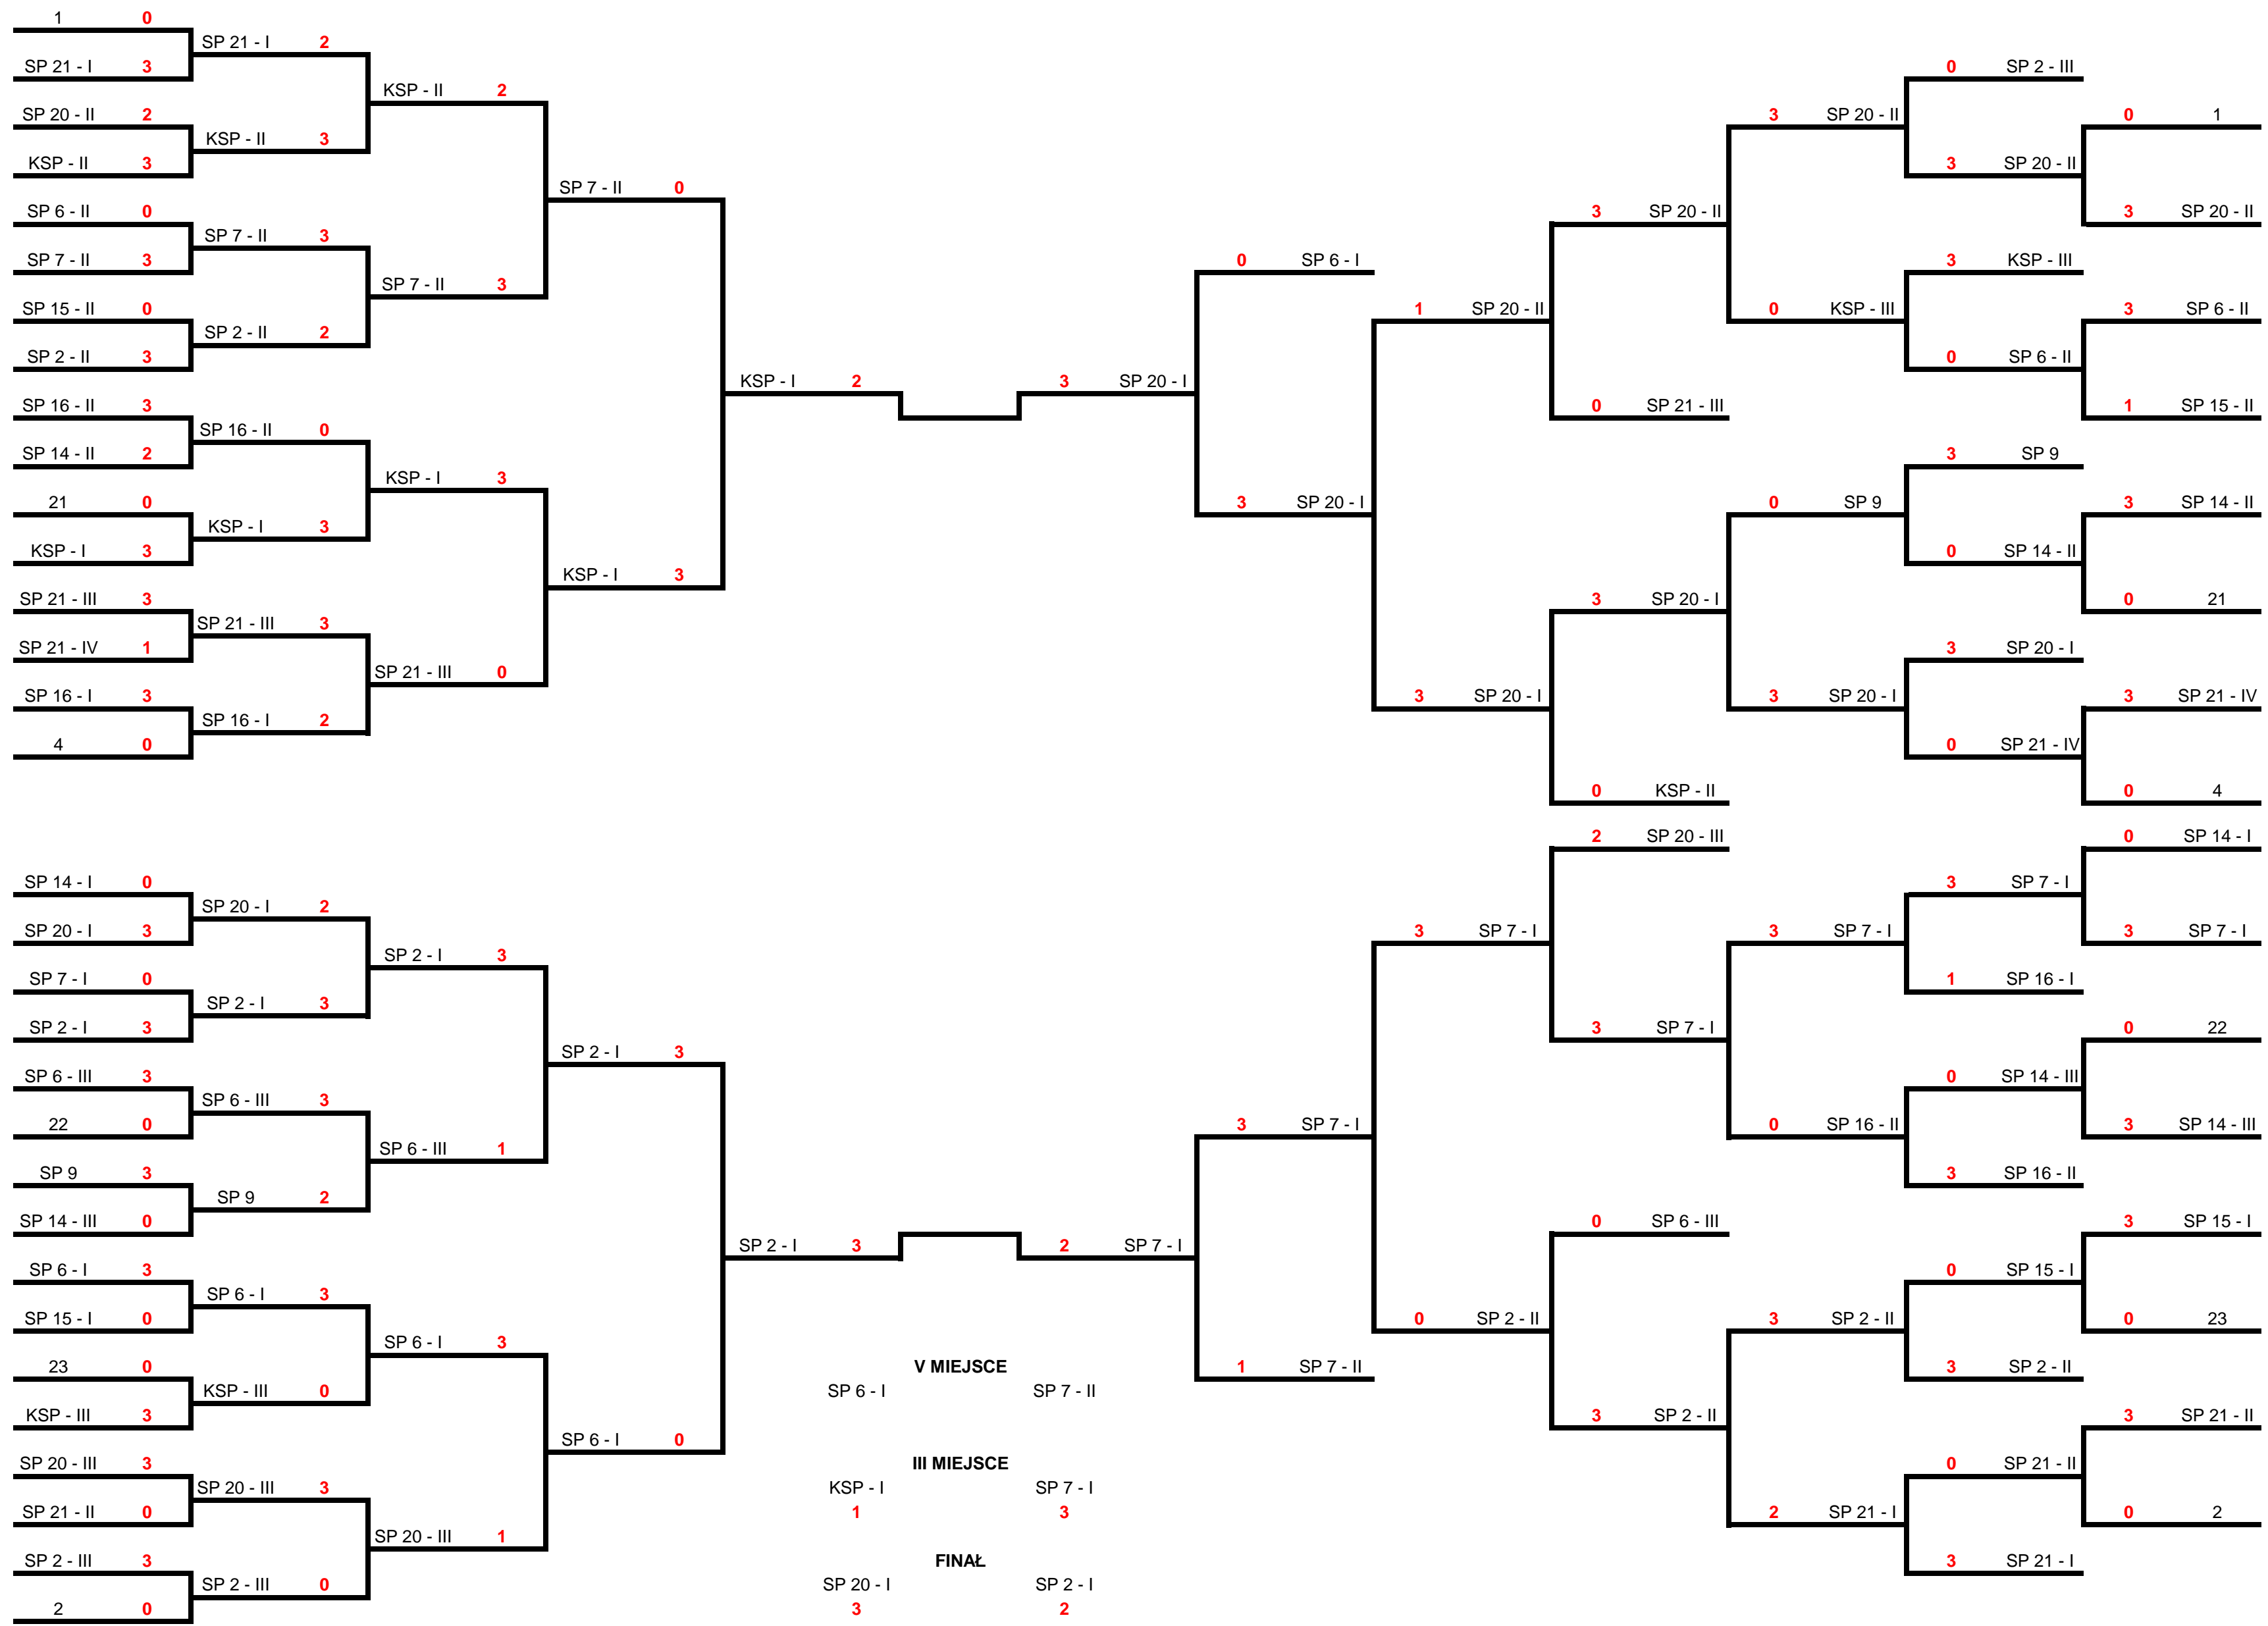 1 0
SP 21 - I 2
SP 21 - I 3
0 SP 2 - III
KSP - II 2
SP 20 - II 2
3 SP 20 - II
0 1
KSP - II 3
KSP - II 3
3 SP 20 - II
SP 7 - II 0
SP 6 - II 0
3 SP 20 - II
3 SP 20 - II
SP 7 - II 3
SP 7 - II 3
0 SP 6 - I
3 KSP - III
SP 7 - II 3
SP 15 - II 0
1 SP 20 - II
0 KSP - III
3 SP 6 - II
SP 2 - II 2
SP 2 - II 3
0 SP 6 - II
KSP - I 2
3 SP 20 - I
SP 16 - II 3
0 SP 21 - III
1 SP 15 - II
SP 16 - II 0
SP 14 - II 2
3 SP 9
KSP - I 3
21 0
3 SP 20 - I
0 SP 9
3 SP 14 - II
KSP - I 3
KSP - I 3
0 SP 14 - II
KSP - I 3
SP 21 - III 3
3 SP 20 - I
0 21
SP 21 - III 3
SP 21 - IV 1
3 SP 20 - I
SP 21 - III 0
SP 16 - I 3
3 SP 20 - I
3 SP 20 - I
3 SP 21 - IV
SP 16 - I 2
4 0
0 SP 21 - IV
0 KSP - II
0 4
2 SP 20 - III
0 SP 14 - I
SP 14 - I 0
3 SP 7 - I
SP 20 - I 2
SP 20 - I 3
3 SP 7 - I
3 SP 7 - I
3 SP 7 - I
SP 2 - I 3
SP 7 - I 0
1 SP 16 - I
SP 2 - I 3
SP 2 - I 3
3 SP 7 - I
0 22
SP 2 - I 3
SP 6 - III 3
0 SP 14 - III
SP 6 - III 3
22 0
3 SP 7 - I
0 SP 16 - II
3 SP 14 - III
SP 6 - III 1
SP 9 3
3 SP 16 - II
SP 9 2
SP 14 - III 0
0 SP 6 - III
3 SP 15 - I
SP 2 - I 3
2 SP 7 - I
SP 6 - I 3
0 SP 15 - I
SP 6 - I 3
SP 15 - I 0
0 SP 2 - II
3 SP 2 - II
0 23
SP 6 - I 3
23 0
V MIEJSCE
1 SP 7 - II
3 SP 2 - II
KSP - III 0
SP 6 - I SP 7 - II
KSP - III 3
3 SP 2 - II
3 SP 21 - II
SP 6 - I 0
SP 20 - III 3
III MIEJSCE
0 SP 21 - II
SP 20 - III 3
KSP - I SP 7 - I
SP 21 - II 0
1 3
2 SP 21 - I
0 2
SP 20 - III 1
SP 2 - III 3
FINAŁ
3 SP 21 - I
SP 2 - III 0
SP 20 - I SP 2 - I
2 0
3 2